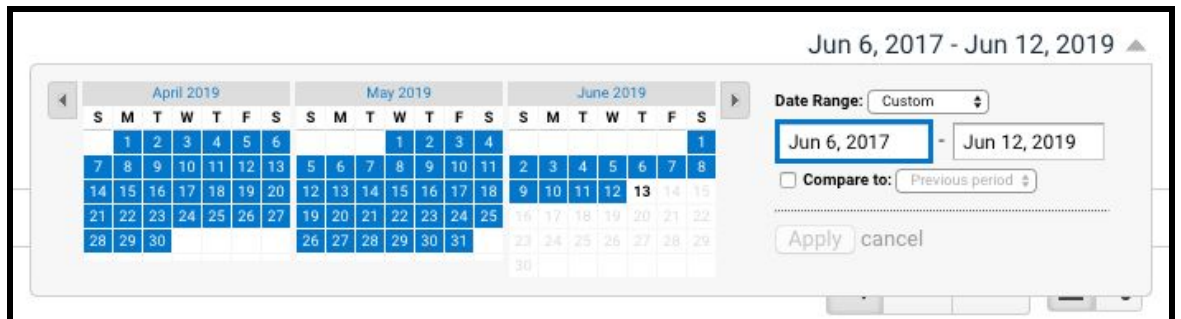 Jun 6, 2017 - Jun 12, 2019
April 2019 May 2019 June 2019
S M T W T F S S M T W T F S S M T W T F S
1 2 3 4 5 6 1 2 3 4 1
7 8 9 10 11 12 13 5 6 7 8 9 10 11 2 3 4 5 6 7 8
14 15 16 17 18 19 20 12 13 14 15 16 17 18 9 10 11 12 13 14 15
21 22 23 24 25 26 27 19 20 21 22 23 24 25 16 17 18 19 20 21 22
28 29 30 26 27 28 29 30 31 23 24 25 26 27 28 29
30
Date Range: Custom
Jun 6, 2017 - Jun 12, 2019
Compare to: Previous period
Apply cancel